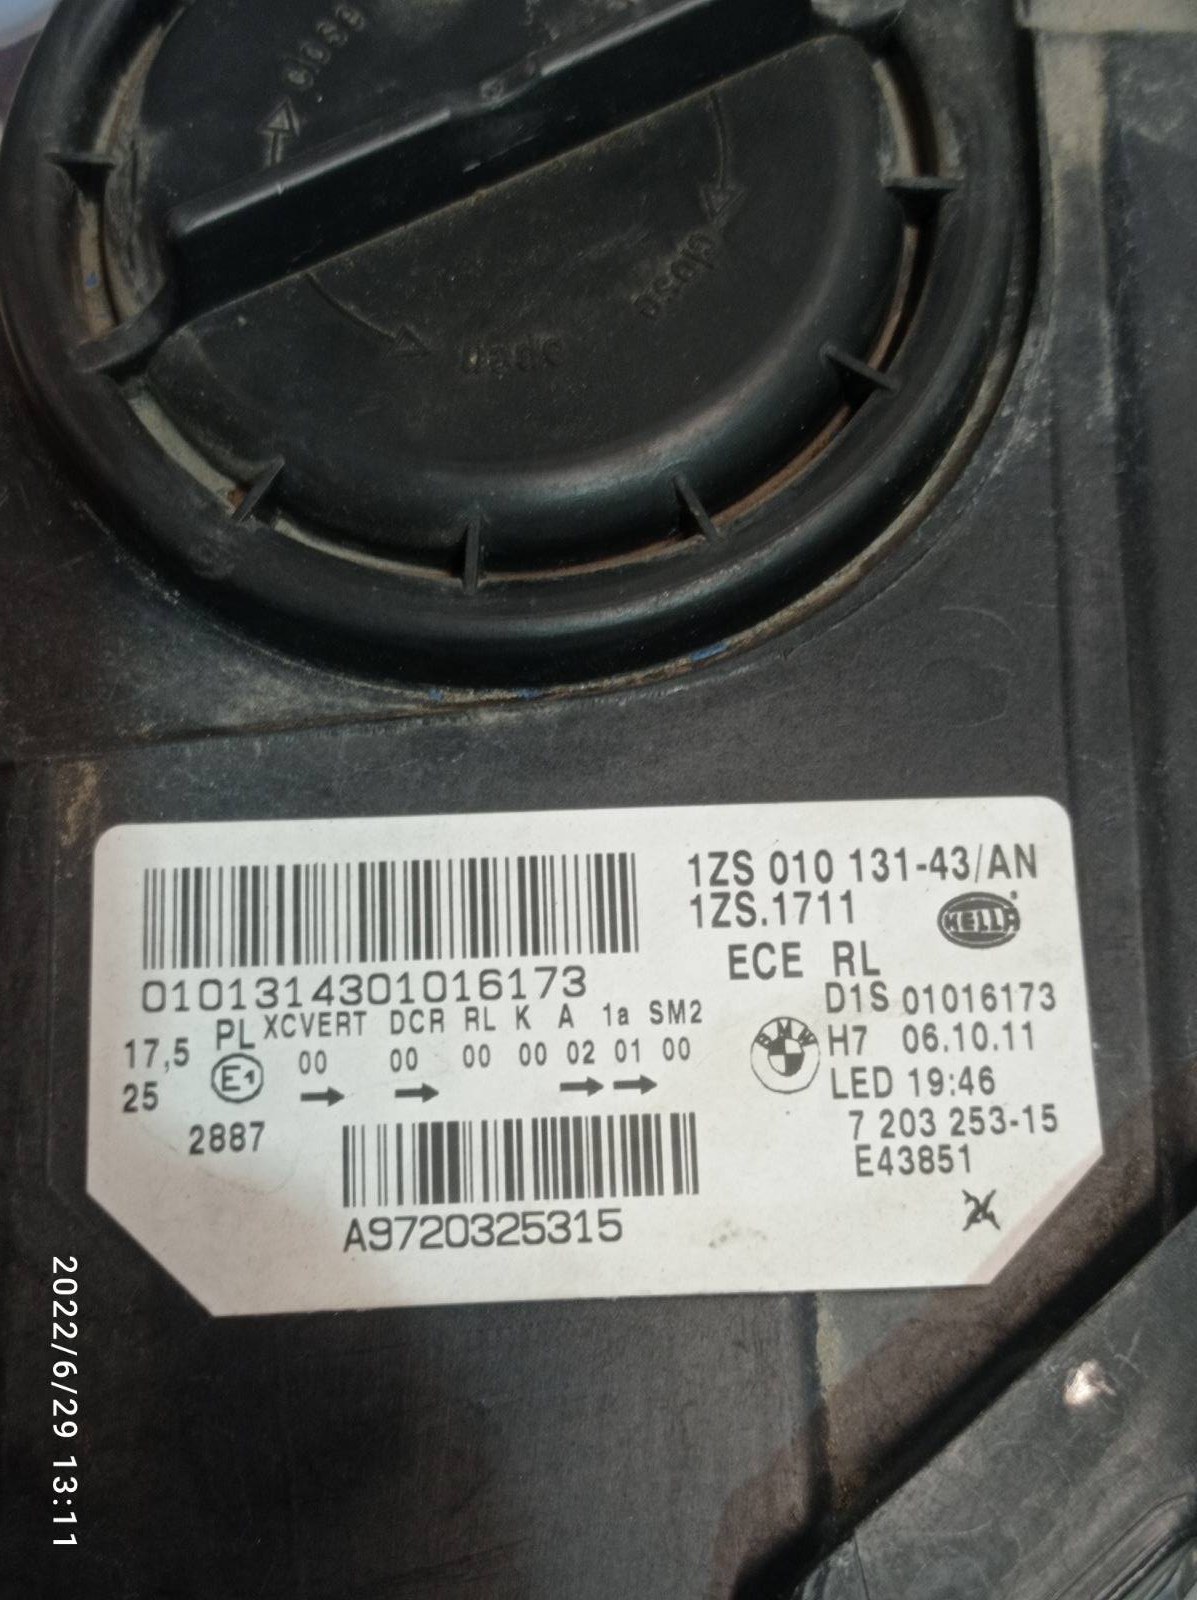 close
close
open
1ZS 010 131-43/AN
1ZS.1711
HELLA
ECE RL
0101314301016173
D1S 01016173
PL XCVERT DCR RL K A 1a SM2
17,5 E1 00 00 00 00 02 01 00
BMW
H7 06.10.11
25
LED 19:46
2887
7 203 253-15
E43851
A9720325315
2022/6/29 13:11